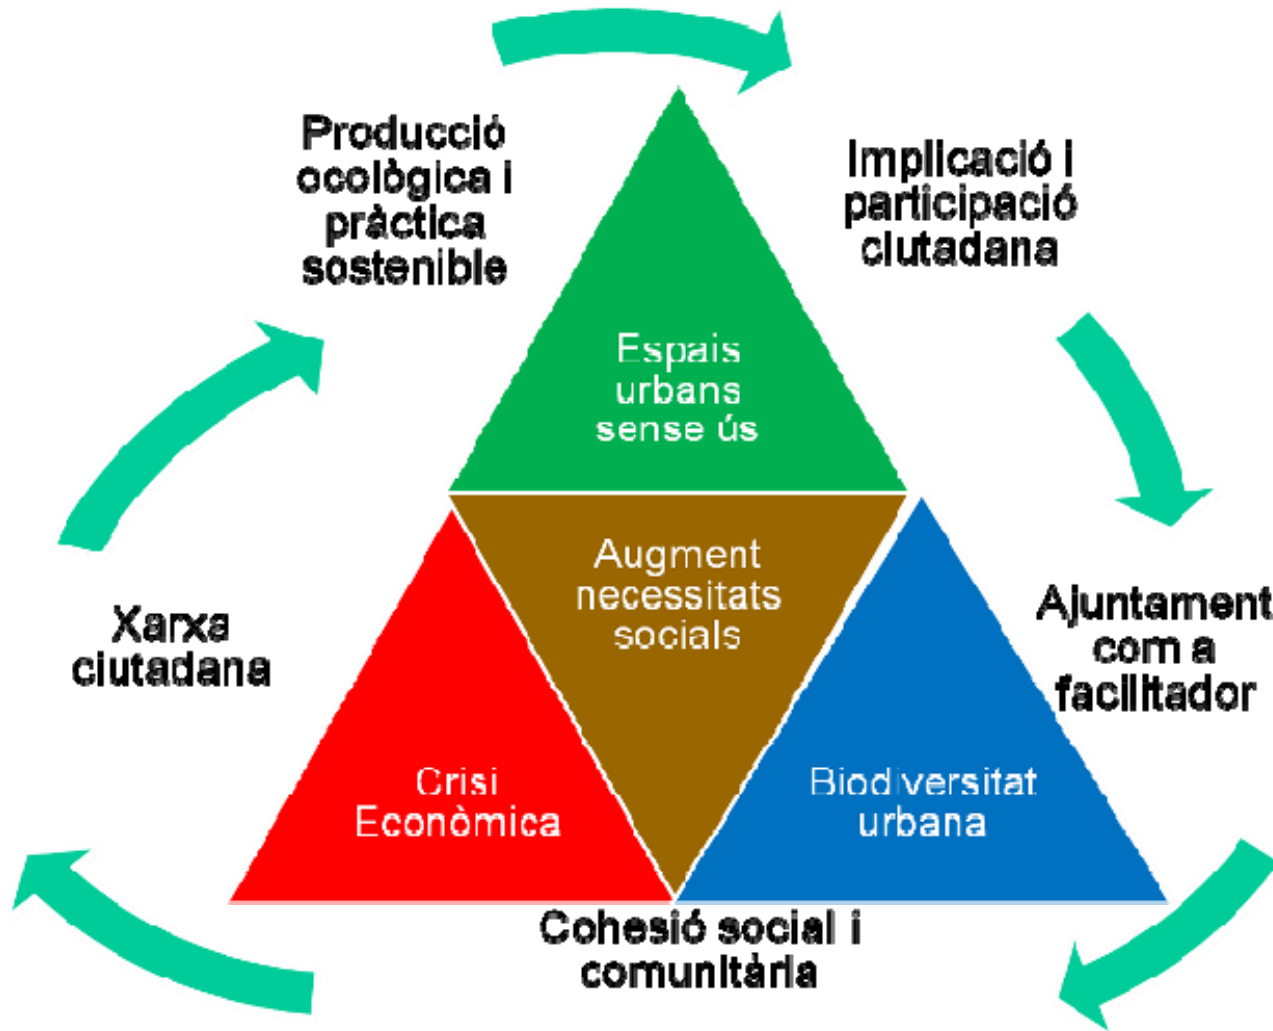 Producció
ocològica i
pràctica
sostenible
Implicació i
participació
ciutadana
Espais
urbans
sense ús
Augment
necessitats
socials
Xarxa
ciutadana
Ajuntament
com a
facilitador
Crisi
Econòmica
Biodiversitat
urbana
Cohesió social i
comunitària